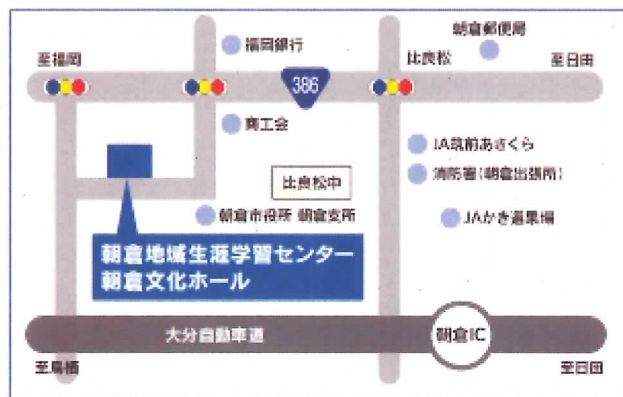 朝倉郵便局
福岡銀行
至福岡
比良松
至日田
386
商工会
JA筑前あさくら
消防署(朝倉出張所)
比良松中
朝倉市役所 朝倉支所
JAかき選果場
朝倉地域生涯学習センター
朝倉文化ホール
大分自動車道
朝倉IC
至鳥栖
至日田